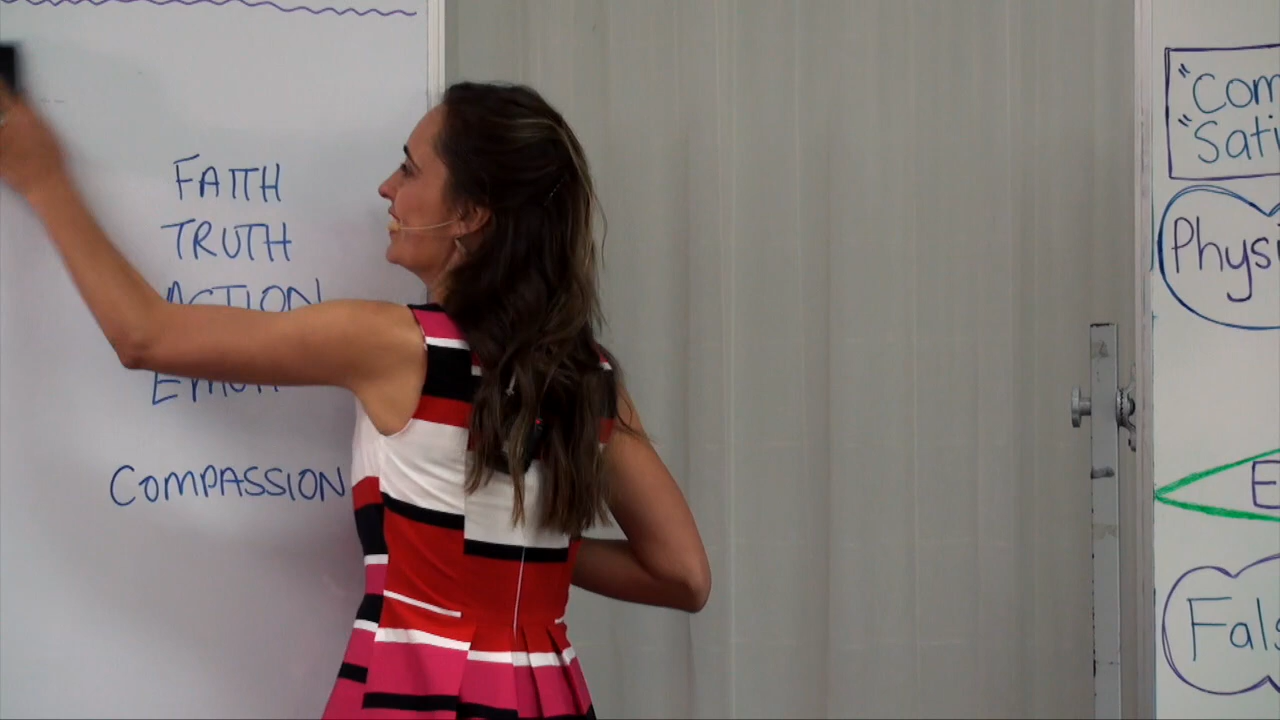 FAITH
TRUTH
ACTION
COMPASSION
"Com
"Sati
Physi
E
Fals